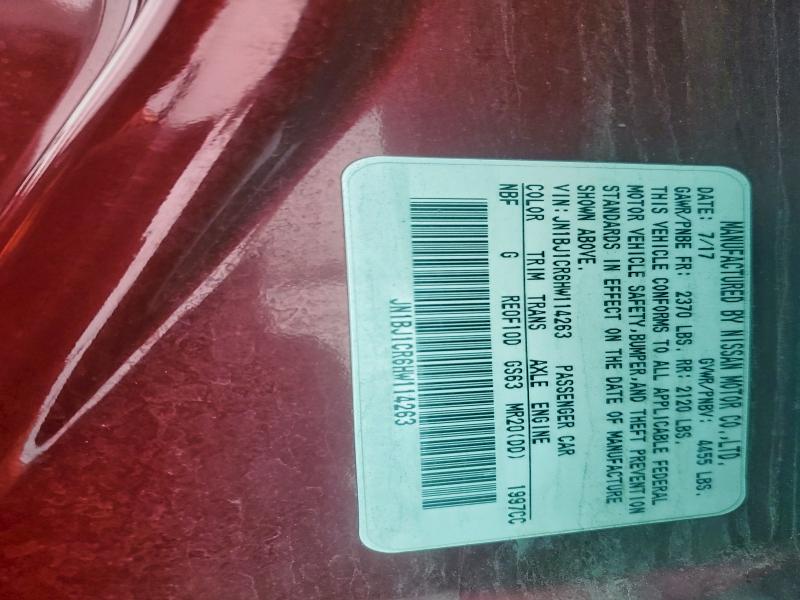 MANUFACTURED BY NISSAN MOTOR CO.,LTD.
DATE: 7/17 GVWR/PNBV: 4455 LBS.
GAWR/PNBE FR: 2370 LBS. RR: 2120 LBS.
THIS VEHICLE CONFORMS TO ALL APPLICABLE FEDERAL
MOTOR VEHICLE SAFETY,BUMPER,AND THEFT PREVENTION
STANDARDS IN EFFECT ON THE DATE OF MANUFACTURE
SHOWN ABOVE.
VIN:JN1BJ1CR6HW114263 PASSENGER CAR
COLOR TRIM TRANS AXLE ENGINE
NBF G RE0F10D GS63 MR20(DD) 1997CC
JN1BJ1CR6HW114263